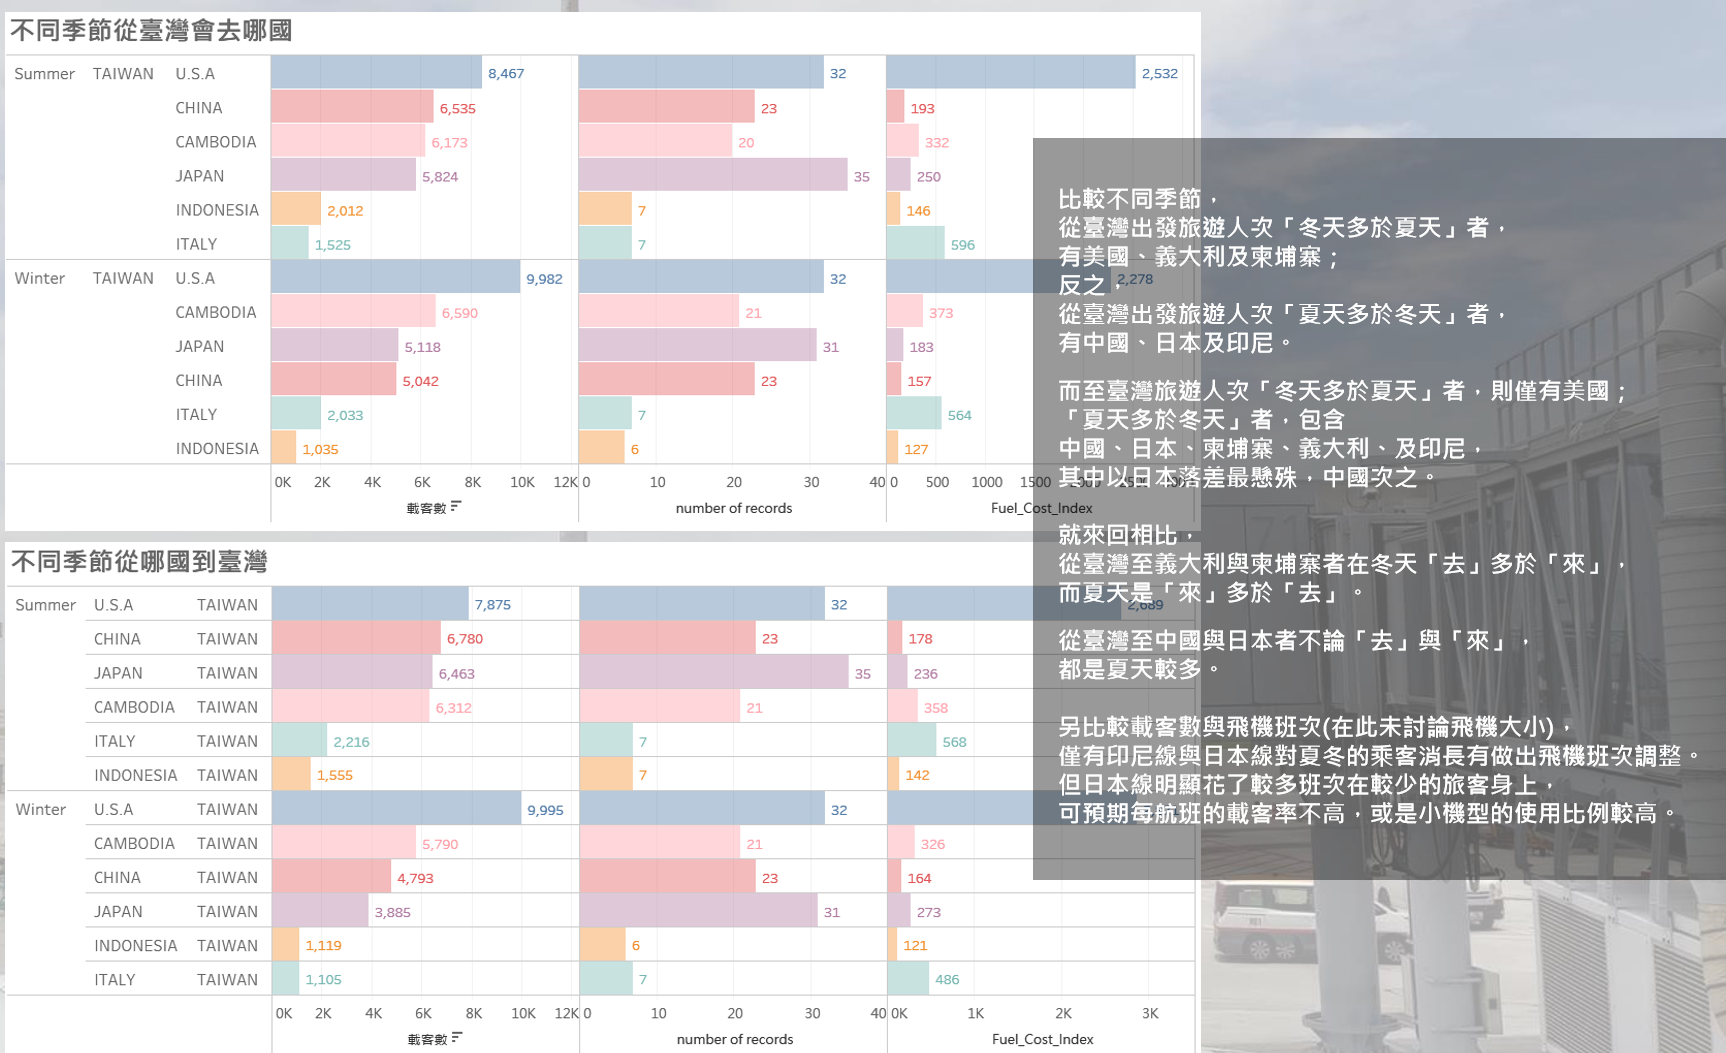 不同季節從臺灣會去哪國
Summer TAIWAN U.S.A 8,467 32 2,532
CHINA 6,535 23 193
CAMBODIA 6,173 20 332
JAPAN 5,824 35 250
INDONESIA 2,012 7 146
ITALY 1,525 7 596
Winter TAIWAN U.S.A 9,982 32 2,278
CAMBODIA 6,590 21 373
JAPAN 5,118 31 183
CHINA 5,042 23 157
ITALY 2,033 7 564
INDONESIA 1,035 6 127
0K 2K 4K 6K 8K 10K 12K 0 10 20 30 40 0 500 1000 1500 2000 2500
載客數 number of records Fuel_Cost_Index
不同季節從哪國到臺灣
Summer U.S.A TAIWAN 7,875 32 2,689
CHINA TAIWAN 6,780 23 178
JAPAN TAIWAN 6,463 35 236
CAMBODIA TAIWAN 6,312 21 358
ITALY TAIWAN 2,216 7 568
INDONESIA TAIWAN 1,555 7 142
Winter U.S.A TAIWAN 9,995 32
CAMBODIA TAIWAN 5,790 21 326
CHINA TAIWAN 4,793 23 164
JAPAN TAIWAN 3,885 31 273
INDONESIA TAIWAN 1,119 6 121
ITALY TAIWAN 1,105 7 486
0K 2K 4K 6K 8K 10K 12K 0 10 20 30 40 0K 1K 2K 3K
載客數 number of records Fuel_Cost_Index
比較不同季節，
從臺灣出發旅遊人次「冬天多於夏天」者，
有美國、義大利及柬埔寨；
反之，
從臺灣出發旅遊人次「夏天多於冬天」者，
有中國、日本及印尼。
而至臺灣旅遊人次「冬天多於夏天」者，則僅有美國；
「夏天多於冬天」者，包含
中國、日本、柬埔寨、義大利、及印尼，
其中以日本落差最懸殊，中國次之。
就來回相比，
從臺灣至義大利與柬埔寨者在冬天「去」多於「來」，
而夏天是「來」多於「去」。
從臺灣至中國與日本者不論「去」與「來」，
都是夏天較多。
另比較載客數與飛機班次(在此未討論飛機大小)，
僅有印尼線與日本線對夏冬的乘客消長有做出飛機班次調整。
但日本線明顯花了較多班次在較少的旅客身上，
可預期每航班的載客率不高，或是小機型的使用比例較高。